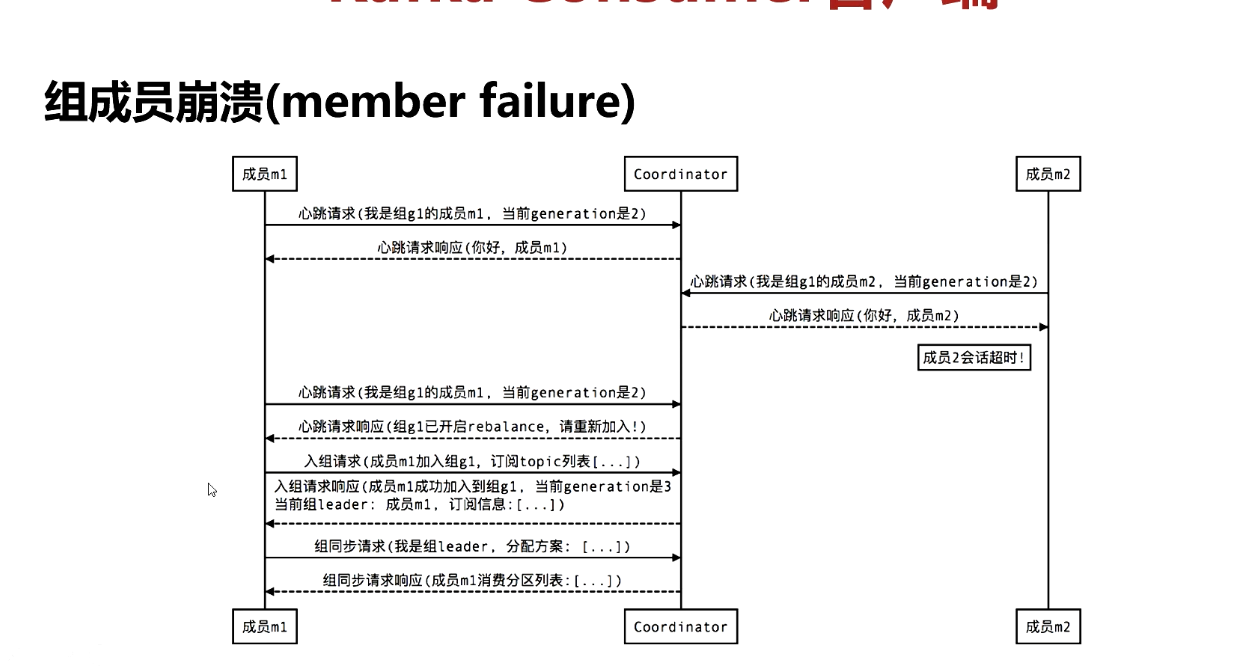 Kafka Consumer客户端
组成员崩溃(member failure)
成员m1
Coordinator
成员m2
心跳请求(我是组g1的成员m1, 当前generation是2)
心跳请求响应(你好, 成员m1)
心跳请求(我是组g1的成员m2, 当前generation是2)
心跳请求响应(你好, 成员m2)
成员2会话超时!
心跳请求(我是组g1的成员m1, 当前generation是2)
心跳请求响应(组g1已开启rebalance, 请重新加入!)
入组请求(成员m1加入组g1, 订阅topic列表[...])
入组请求响应(成员m1成功加入到组g1, 当前generation是3
当前组leader: 成员m1, 订阅信息:[...])
组同步请求(我是组leader, 分配方案: [...])
组同步请求响应(成员m1消费分区列表:[...])
成员m1
Coordinator
成员m2